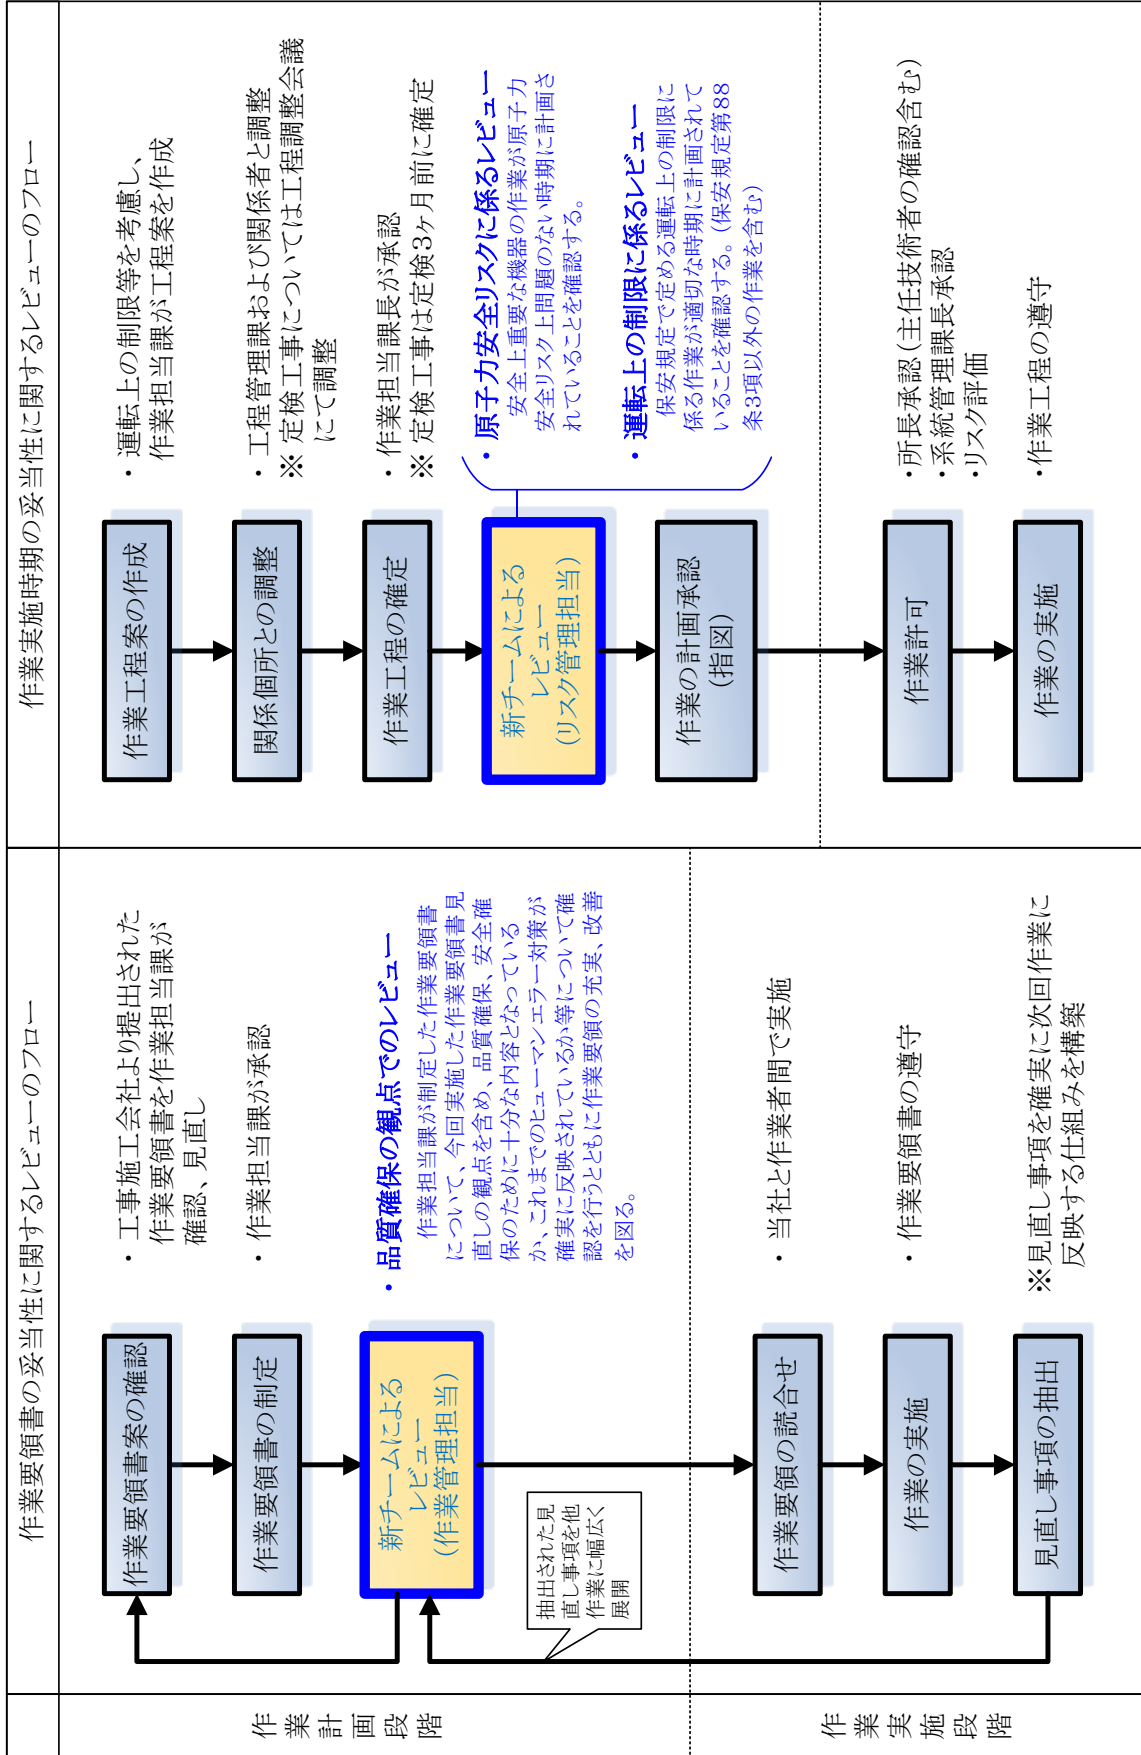 作業要領書の妥当性に関するレビューのフロー
作業計画段階
作業要領書案の確認
・ 工事施工会社より提出された
作業要領書を作業担当課が
確認、見直し
作業要領書の制定
・ 作業担当課が承認
新チームによる
レビュー
(作業管理担当)
・ 品質確保の観点でのレビュー
作業担当課が制定した作業要領書
について、今回実施した作業要領書見
直しの観点を含め、品質確保、安全確
保のために十分な内容となっている
か、これまでのヒューマンエラー対策が
確実に反映されているか等について確
認を行うとともに作業要領の充実、改善
を図る。
抽出された見
直し事項を他
作業に幅広く
展開
作業実施段階
作業要領の読合せ
・ 当社と作業者間で実施
作業の実施
・ 作業要領書の遵守
見直し事項の抽出
※見直し事項を確実に次回作業に
反映する仕組みを構築
作業実施時期の妥当性に関するレビューのフロー
作業工程案の作成
・ 運転上の制限等を考慮し、
作業担当課が工程案を作成
関係個所との調整
・ 工程管理課および関係者と調整
※ 定検工事については工程調整会議
にて調整
作業工程の確定
・ 作業担当課長が承認
※ 定検工事は定検3ヶ月前に確定
新チームによる
レビュー
(リスク管理担当)
・ 原子力安全リスクに係るレビュー
安全上重要な機器の作業が原子力
安全リスク上問題のない時期に計画さ
れていることを確認する。
・ 運転上の制限に係るレビュー
保安規定で定める運転上の制限に
係る作業が適切な時期に計画されて
いることを確認する。(保安規定第88
条3項以外の作業を含む)
作業の計画承認
(指図)
作業許可
・所長承認(主任技術者の確認含む)
・系統管理課長承認
・リスク評価
作業の実施
・作業工程の遵守